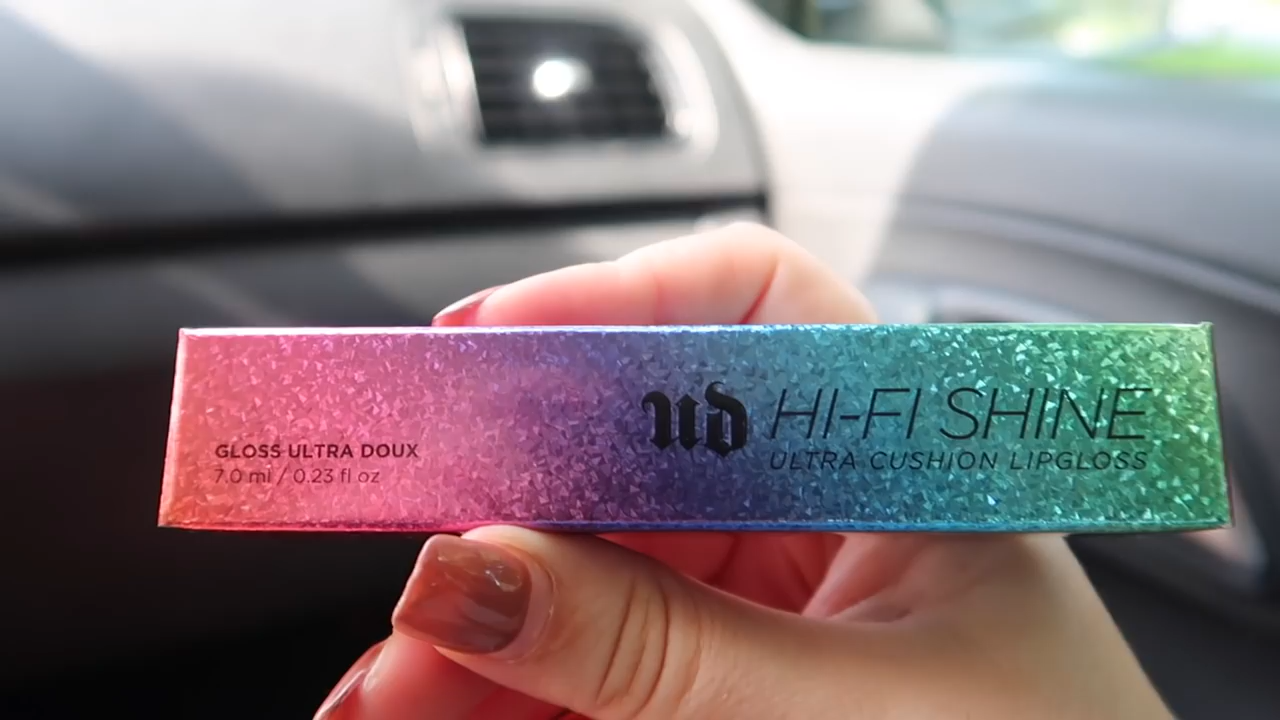 GLOSS ULTRA DOUX
7.0 ml / 0.23 fl oz
ud HI-FI SHINE
ULTRA CUSHION LIPGLOSS